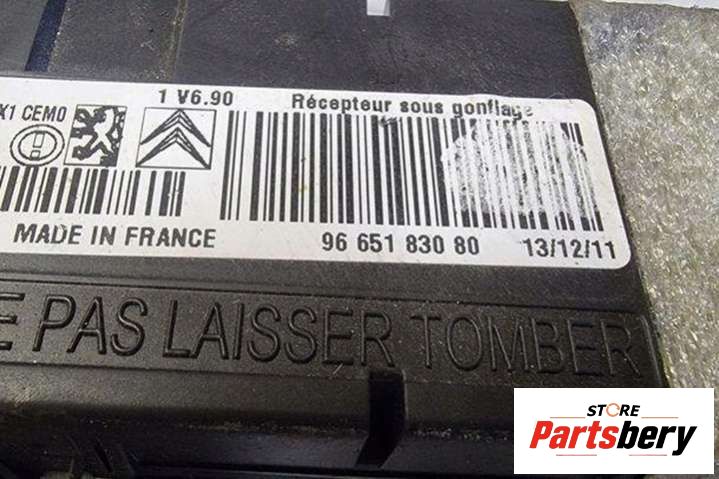 1 V6.90 Récepteur sous gonflage
X1 CEM0
MADE IN FRANCE 96 651 830 80 13/12/11
E PAS LAISSER TOMBER
STORE
Partsbery